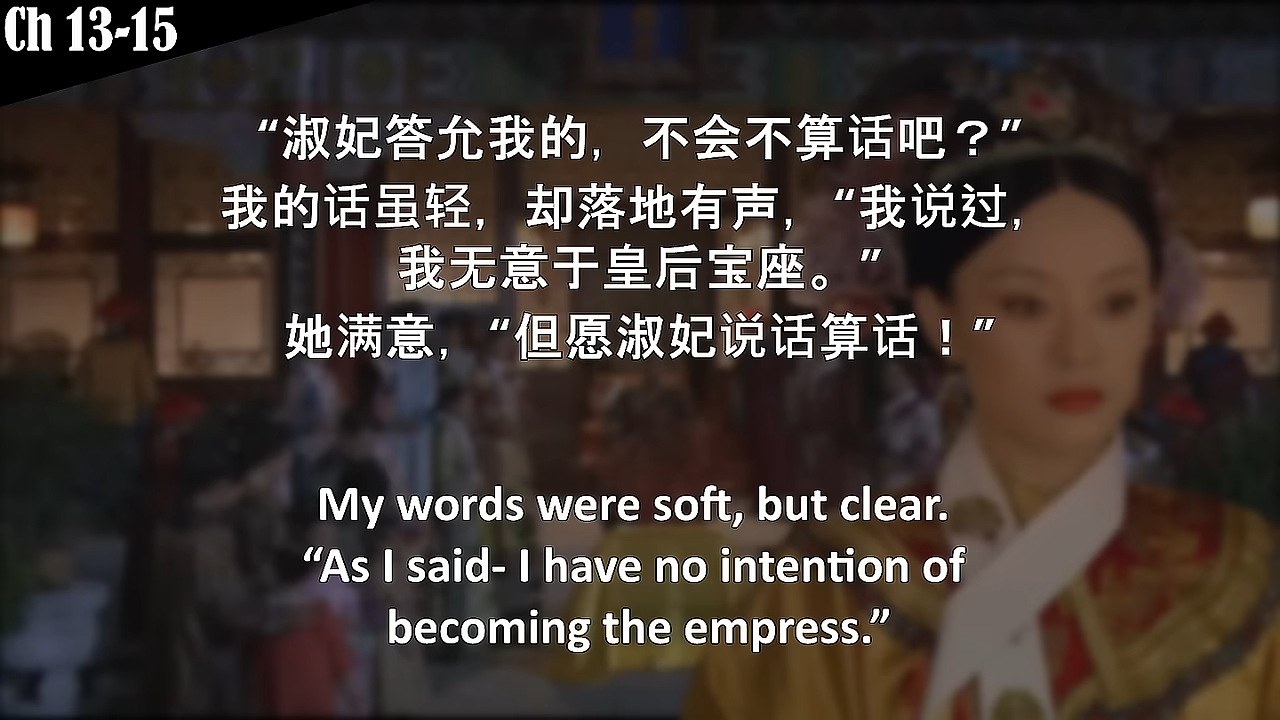 Ch 13-15
“淑妃答允我的，不会不算话吧？”
我的话虽轻，却落地有声，“我说过，
我无意于皇后宝座。”
她满意，“但愿淑妃说话算话！”
My words were soft, but clear.
“As I said- I have no intention of
becoming the empress.”